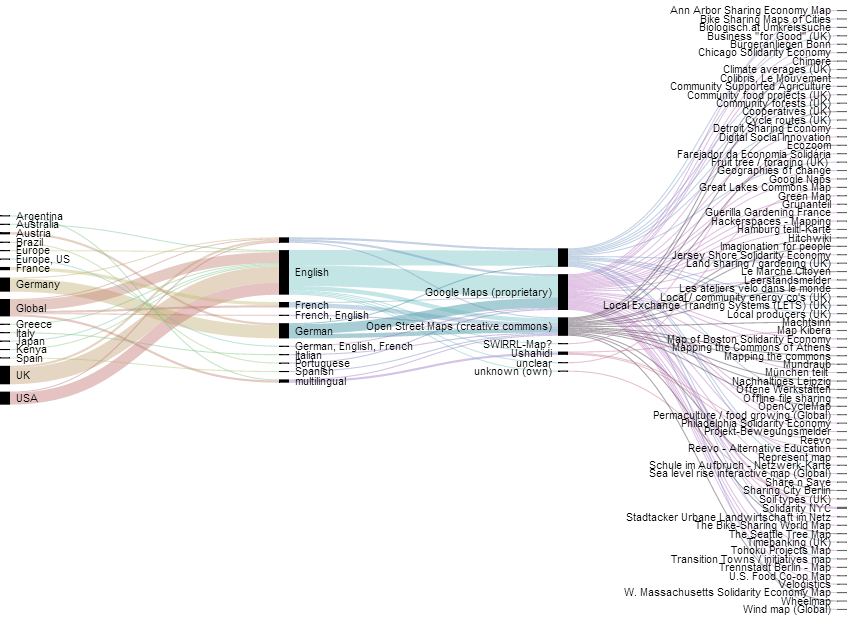 Argentina
Australia
Austria
Brazil
Europe
Europe, US
France
Germany
Global
Greece
Italy
Japan
Kenya
Spain
UK
USA
English
French
French, English
German
German, English, French
Italian
Portuguese
Spanish
multilingual
Google Maps (proprietary)
Open Street Maps (creative commons)
SWIRRL-Map?
Ushahidi
unclear
unknown (own)
Ann Arbor Sharing Economy Map
Bike Sharing Maps of Cities
Biologisch.at Umkreissuche
Business "for Good" (UK)
Bürgeranliegen Bonn
Chicago Solidarity Economy
Chimere
Climate averages (UK)
Colibris, Le Mouvement
Community Supported Agriculture
Community food projects (UK)
Community forests (UK)
Cooperatives (UK)
Cycle routes (UK)
Detroit Sharing Economy
Digital Social Innovation
Ecozoom
Farejador da Economia Solidária
Fruit tree / foraging (UK)
Geographies of change
Google Naps
Great Lakes Commons Map
Green Map
Grünanteil
Guerilla Gardening France
Hackerspaces - Mapping
Hamburg teilt-Karte
Hitchwiki
Imagionation for people
Jersey Shore Solidarity Economy
Land sharing / gardening (UK)
Le Marché Citoyen
Leerstandsmelder
Les ateliers vélo dans le monde
Local / community energy co's (UK)
Local Exchange Tranding Systems (LETS) (UK)
Local producers (UK)
Machtsinn
Map Kibera
Map of Boston Solidarity Economy
Mapping the Commons of Athens
Mapping the commons
Mundraub
München teilt
Nachhaltiges Leipzig
Offene Werkstätten
Offline file sharing
OpenCycleMap
Permaculture / food growing (Global)
Philadelphia Solidarity Economy
Projekt-Bewegungsmelder
Reevo
Reevo - Alternative Education
Represent map
Schule im Aufbruch - Netzwerk-Karte
Sea level rise interactive map (Global)
Share n Save
Sharing City Berlin
Soil types (UK)
Solidarity NYC
Stadtacker Urbane Landwirtschaft im Netz
The Bike-Sharing World Map
The Seattle Tree Map
Timebanking (UK)
Tohoku Projects Map
Transition Towns / initiatives map
Trennstadt Berlin - Map
U.S. Food Co-op Map
Velogistics
W. Massachusetts Solidarity Economy Map
Wheelmap
Wind map (Global)